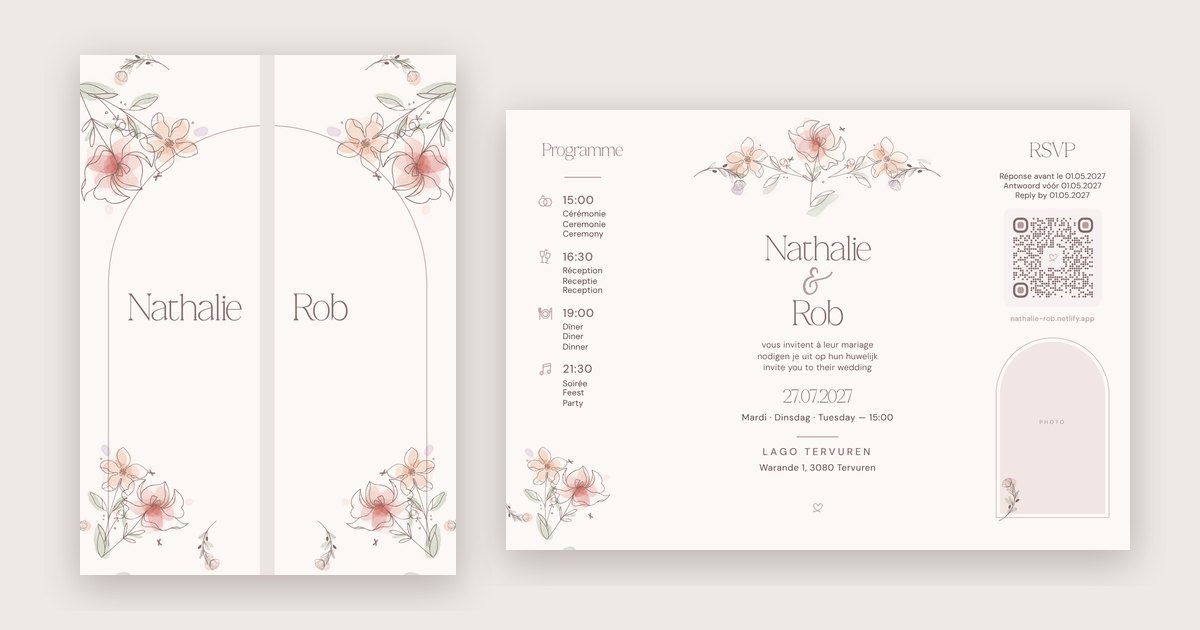 Nathalie
Rob
Programme
15:00
Cérémonie
Ceremonie
Ceremony
16:30
Réception
Receptie
Reception
19:00
Dîner
Diner
Dinner
21:30
Soirée
Feest
Party
Nathalie
&
Rob
vous invitent à leur mariage
nodigen je uit op hun huwelijk
invite you to their wedding
27.07.2027
Mardi · Dinsdag · Tuesday — 15:00
LAGO TERVUREN
Warande 1, 3080 Tervuren
RSVP
Réponse avant le 01.05.2027
Antwoord vóór 01.05.2027
Reply by 01.05.2027
nathalie-rob.netlify.app
PHOTO